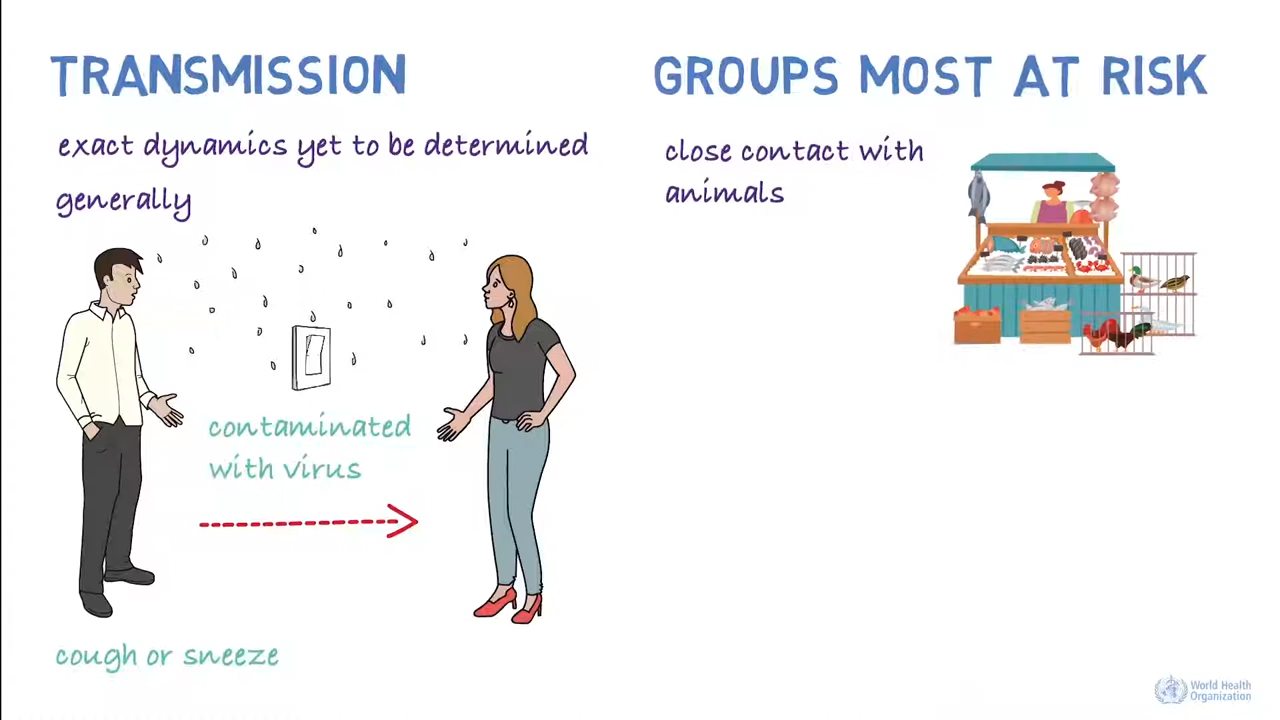 TRANSMISSION
exact dynamics yet to be determined
generally
contaminated
with virus
cough or sneeze
GROUPS MOST AT RISK
close contact with
animals
World Health
Organization